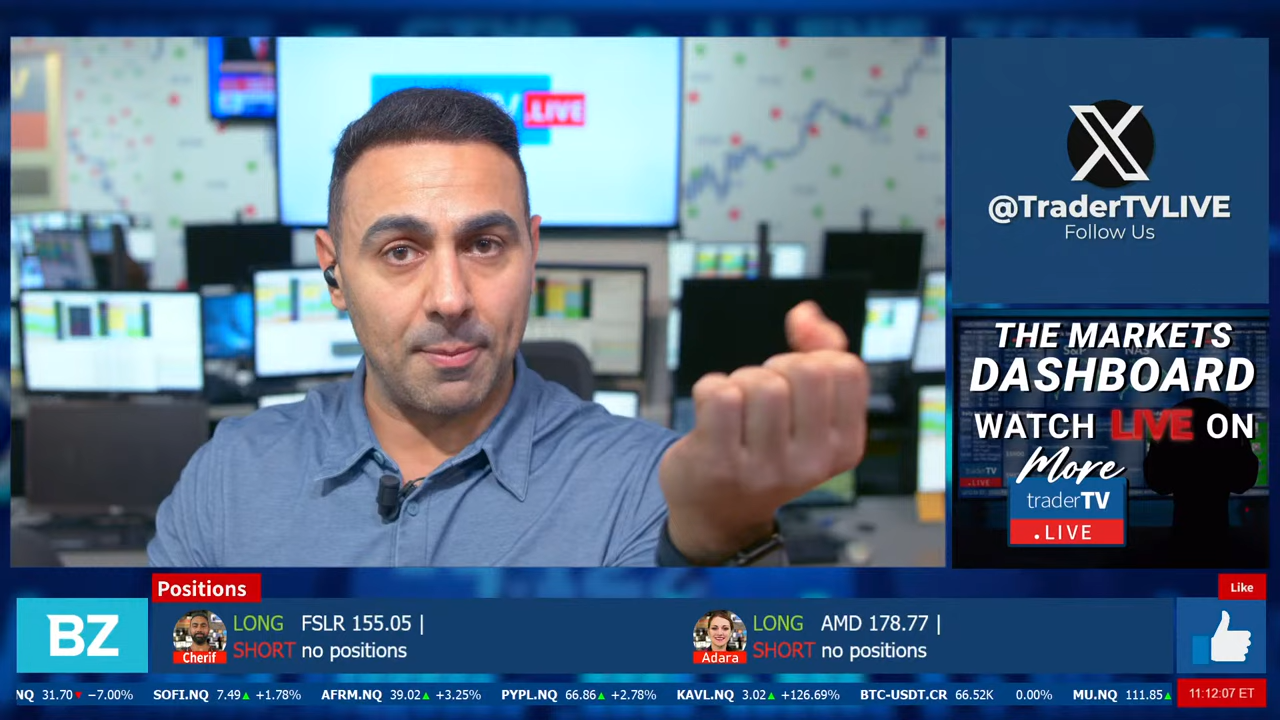 .LIVE
@TraderTVLIVE
Follow Us
THE MARKETS
DASHBOARD
WATCH LIVE ON
More
traderTV
.LIVE
Positions
Like
BZ
LONG FSLR 155.05 |
SHORT no positions
Cherif
LONG AMD 178.77 |
SHORT no positions
Adara
NQ 31.70▼ −7.00% SOFI.NQ 7.49▲ +1.78% AFRM.NQ 39.02▲ +3.25% PYPL.NQ 66.86▲ +2.78% KAVL.NQ 3.02▲ +126.69% BTC-USDT.CR 66.52K 0.00% MU.NQ 111.85▲
11:12:07 ET